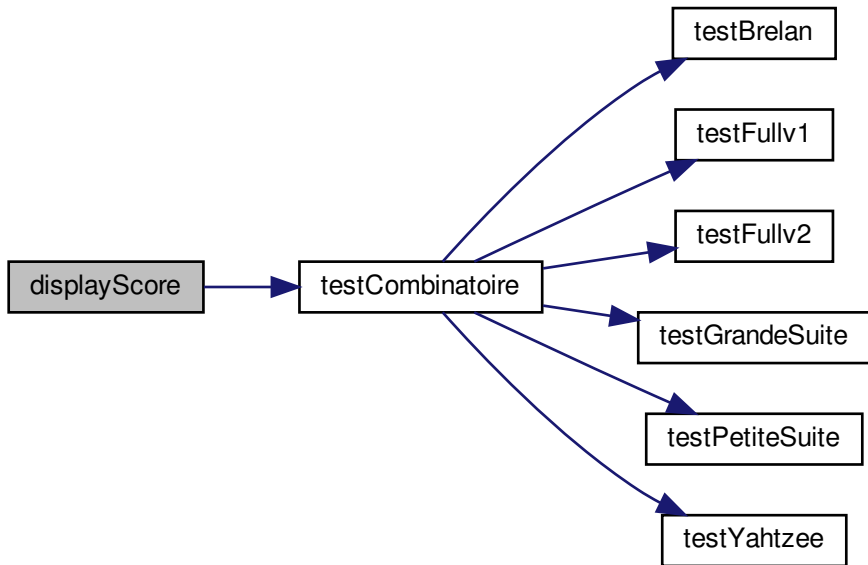 testBrelan
testFullv1
testFullv2
displayScore
testCombinatoire
testGrandeSuite
testPetiteSuite
testYahtzee